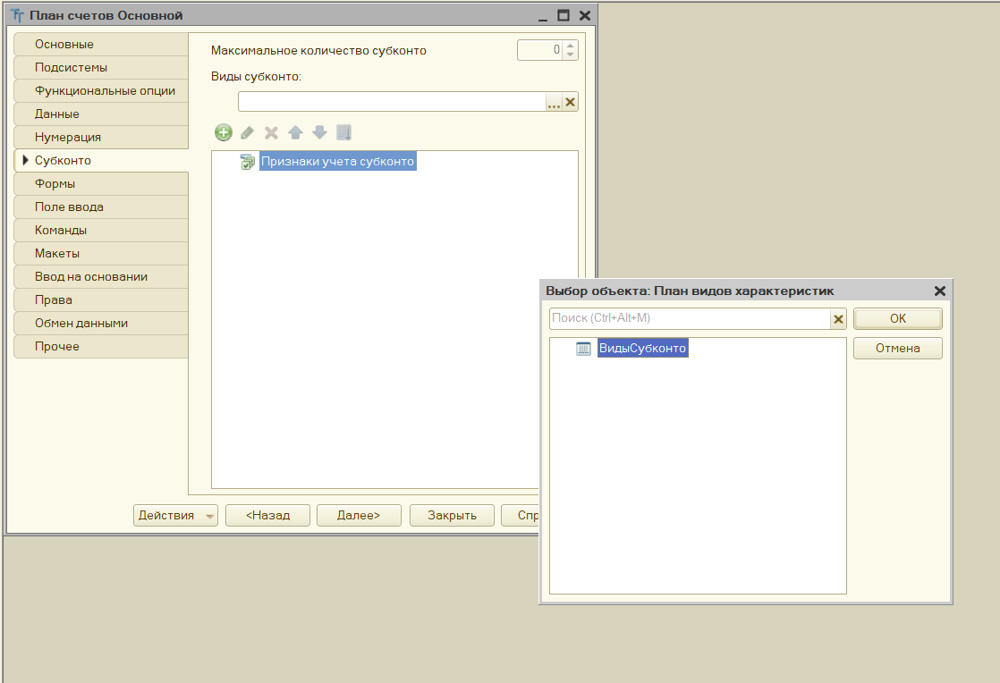 План счетов Основной
Основные
Подсистемы
Функциональные опции
Данные
Нумерация
Субконто
Формы
Поле ввода
Команды
Макеты
Ввод на основании
Права
Обмен данными
Прочее
Максимальное количество субконто 0
Виды субконто:
...
Признаки учета субконто
Действия <Назад Далее> Закрыть Спр
Выбор объекта: План видов характеристик
Поиск (Ctrl+Alt+M) OK
ВидыСубконто Отмена